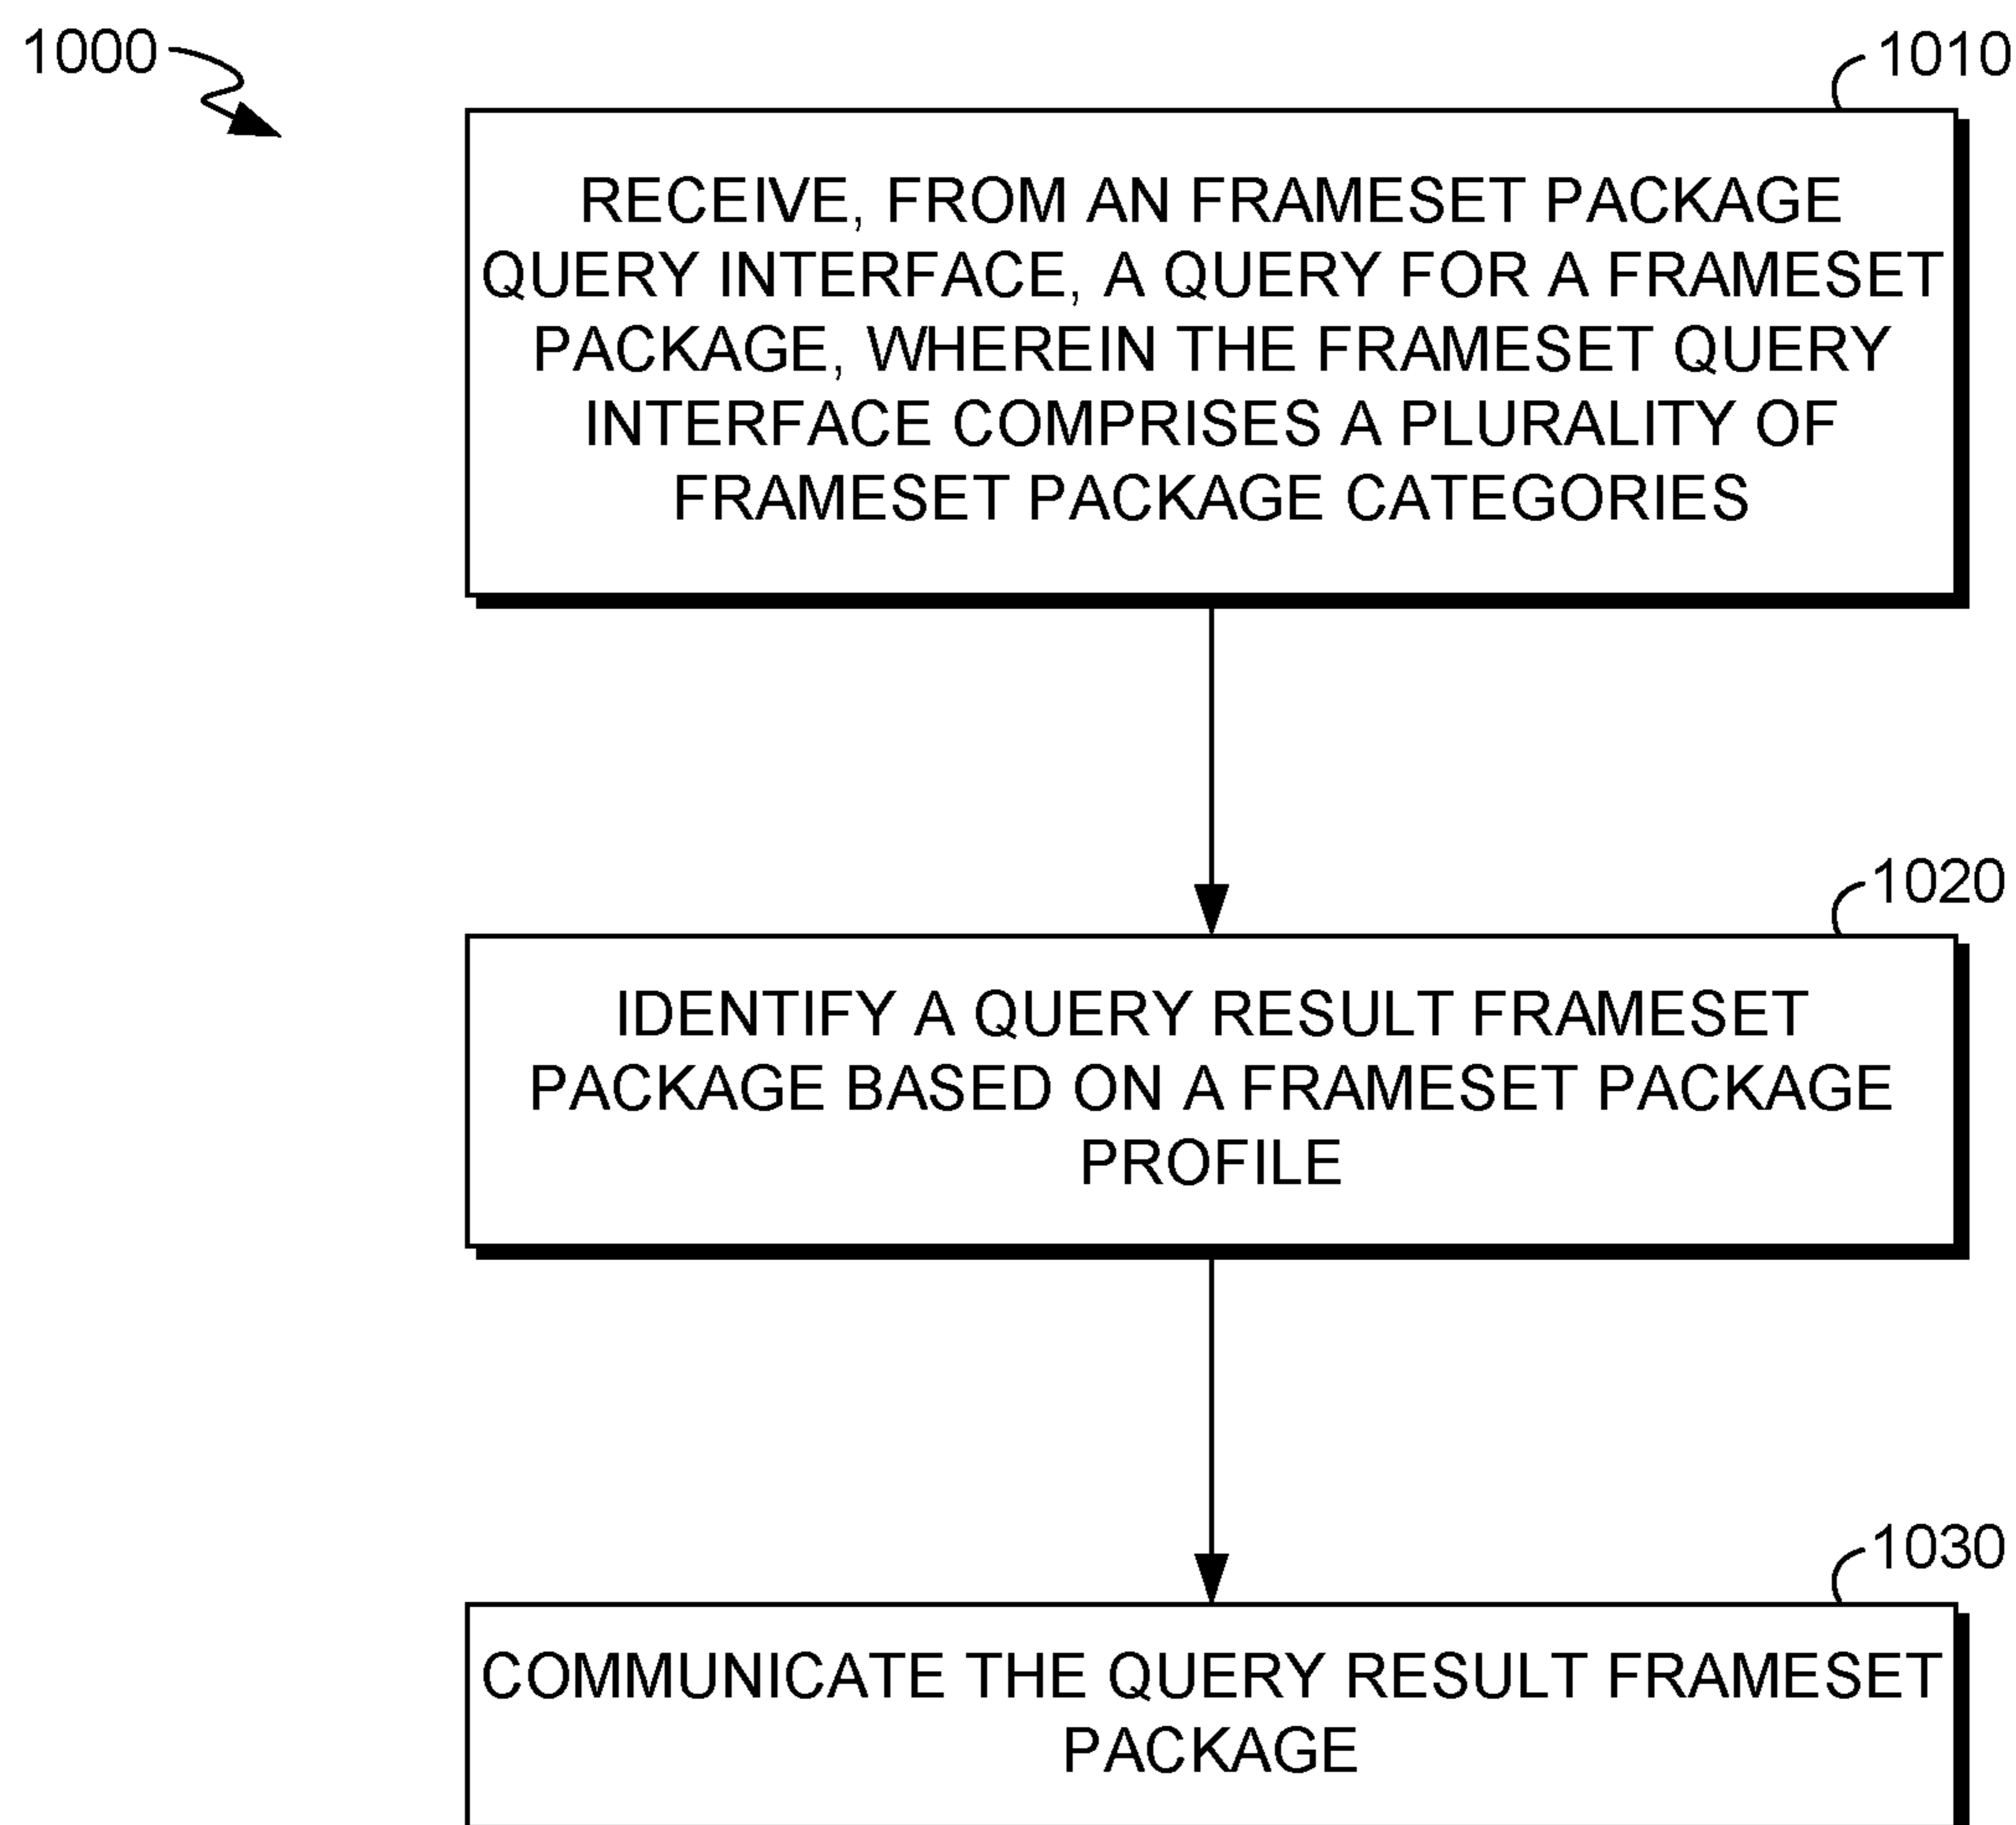 1000
1010
RECEIVE, FROM AN FRAMESET PACKAGE
QUERY INTERFACE, A QUERY FOR A FRAMESET
PACKAGE, WHEREIN THE FRAMESET QUERY
INTERFACE COMPRISES A PLURALITY OF
FRAMESET PACKAGE CATEGORIES
1020
IDENTIFY A QUERY RESULT FRAMESET
PACKAGE BASED ON A FRAMESET PACKAGE
PROFILE
1030
COMMUNICATE THE QUERY RESULT FRAMESET
PACKAGE